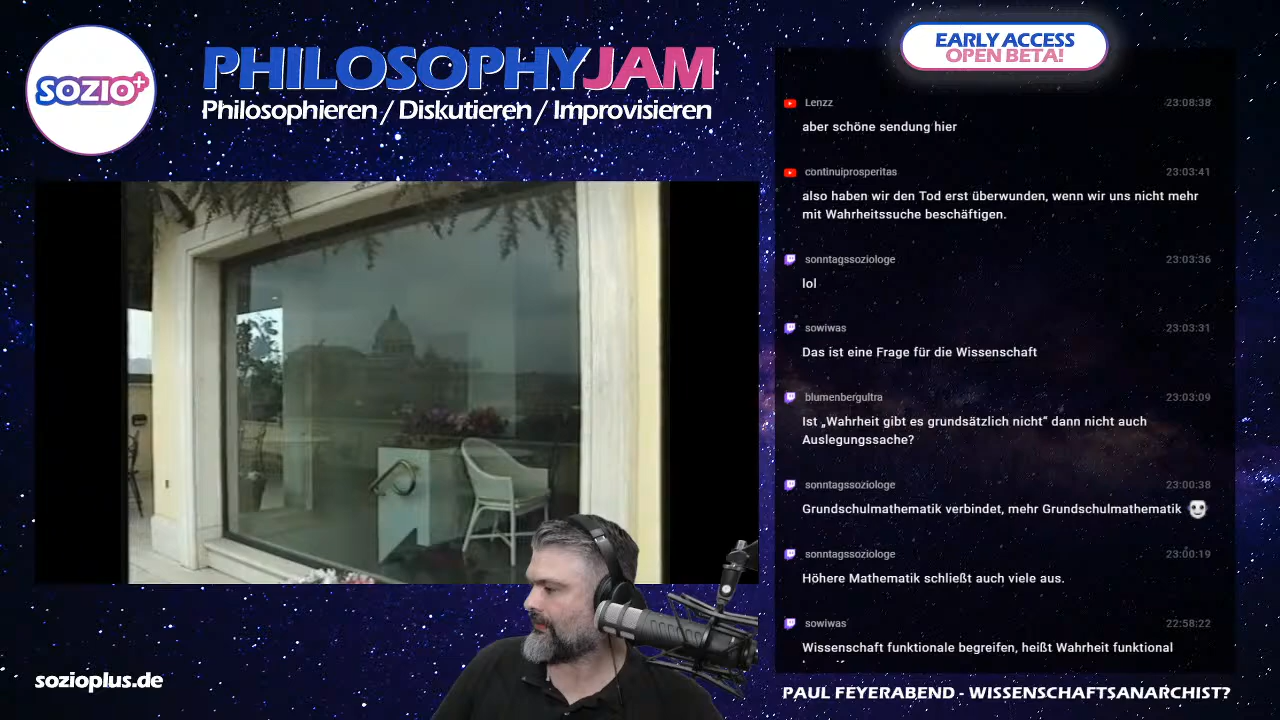 SOZIO+
PHILOSOPHYJAM
Philosophieren / Diskutieren / Improvisieren
EARLY ACCESS
OPEN BETA!
Lenzz 23:08:38
aber schöne sendung hier
continuiprosperitas 23:03:41
also haben wir den Tod erst überwunden, wenn wir uns nicht mehr
mit Wahrheitssuche beschäftigen.
sonntagssoziologe 23:03:36
lol
sowiwas 23:03:31
Das ist eine Frage für die Wissenschaft
blumenbergultra 23:03:09
Ist „Wahrheit gibt es grundsätzlich nicht“ dann nicht auch
Auslegungssache?
sonntagssoziologe 23:00:38
Grundschulmathematik verbindet, mehr Grundschulmathematik
sonntagssoziologe 23:00:19
Höhere Mathematik schließt auch viele aus.
sowiwas 22:58:22
Wissenschaft funktionale begreifen, heißt Wahrheit funktional
sozioplus.de
PAUL FEYERABEND - WISSENSCHAFTSANARCHIST?